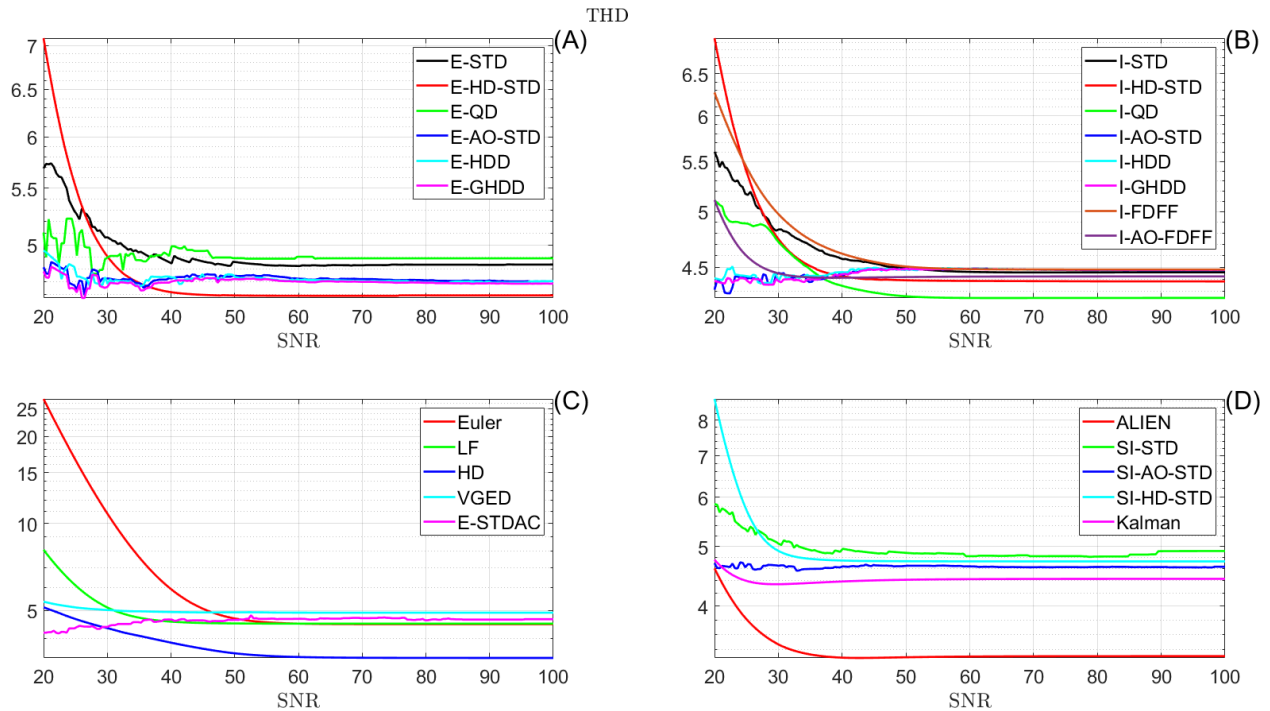 THD
(A)
7
6.5
6
5.5
5
20 30 40 50 60 70 80 90 100
SNR
E-STD
E-HD-STD
E-QD
E-AO-STD
E-HDD
E-GHDD
(B)
6.5
5.5
5
4.5
20 30 40 50 60 70 80 90 100
SNR
I-STD
I-HD-STD
I-QD
I-AO-STD
I-HDD
I-GHDD
I-FDFF
I-AO-FDFF
(C)
25
20
15
10
5
20 30 40 50 60 70 80 90 100
SNR
Euler
LF
HD
VGED
E-STDAC
(D)
8
7
6
5
4
20 30 40 50 60 70 80 90 100
SNR
ALIEN
SI-STD
SI-AO-STD
SI-HD-STD
Kalman